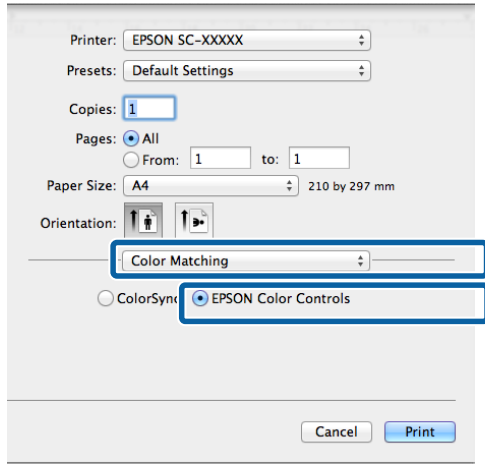 Printer: EPSON SC-XXXXX
Presets: Default Settings
Copies: 1
Pages: All
From: 1 to: 1
Paper Size: A4 210 by 297 mm
Orientation:
Color Matching
ColorSync EPSON Color Controls
Cancel Print